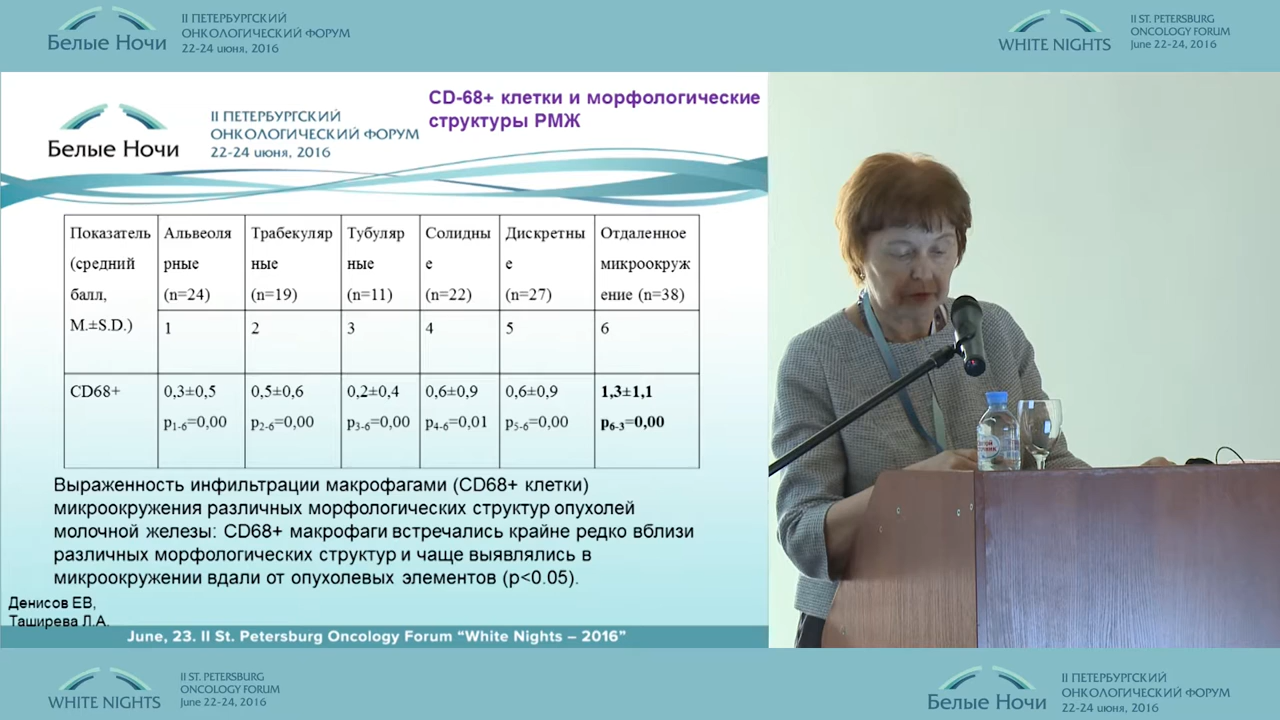 II ПЕТЕРБУРГСКИЙ
ОНКОЛОГИЧЕСКИЙ ФОРУМ
Белые Ночи
22-24 июня, 2016
II ST. PETERSBURG
ONCOLOGY FORUM
WHITE NIGHTS
June 22-24, 2016
CD-68+ клетки и морфологические
структуры РМЖ
II ПЕТЕРБУРГСКИЙ
ОНКОЛОГИЧЕСКИЙ ФОРУМ
Белые Ночи
22-24 июня, 2016
Показатель Альвеоля Трабекуляр Тубуляр Солидны Дискретны Отдаленное
(средний рные ные ные е е микроокруж
балл, (n=24) (n=19) (n=11) (n=22) (n=27) ение (n=38)
M.±S.D.) 1 2 3 4 5 6
CD68+ 0,3±0,5 0,5±0,6 0,2±0,4 0,6±0,9 0,6±0,9 1,3±1,1
p1-6=0,00 p2-6=0,00 p3-6=0,00 p4-6=0,01 p5-6=0,00 p6-3=0,00
Выраженность инфильтрации макрофагами (CD68+ клетки)
микроокружения различных морфологических структур опухолей
молочной железы: CD68+ макрофаги встречались крайне редко вблизи
различных морфологических структур и чаще выявлялись в
микроокружении вдали от опухолевых элементов (p<0.05).
Денисов ЕВ,
Таширева Л.А.
June, 23. II St. Petersburg Oncology Forum “White Nights – 2016”
II ST. PETERSBURG
ONCOLOGY FORUM
WHITE NIGHTS
June 22-24, 2016
II ПЕТЕРБУРГСКИЙ
ОНКОЛОГИЧЕСКИЙ ФОРУМ
Белые Ночи
22-24 июня, 2016